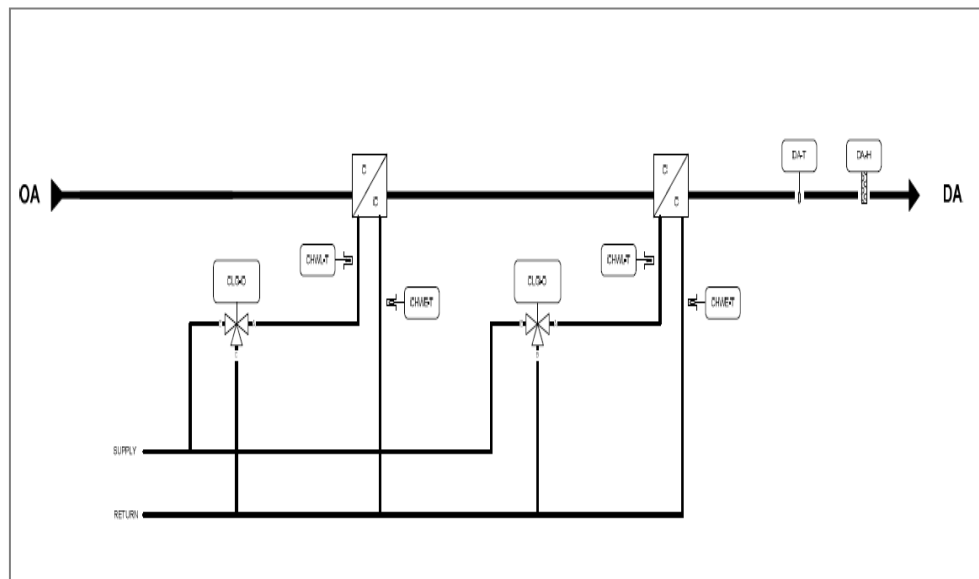 DA-T
DA-H
OA
DA
CHWL-T
CHWL-T
CLG-O
CLG-O
CHWE-T
CHWE-T
SUPPLY
RETURN